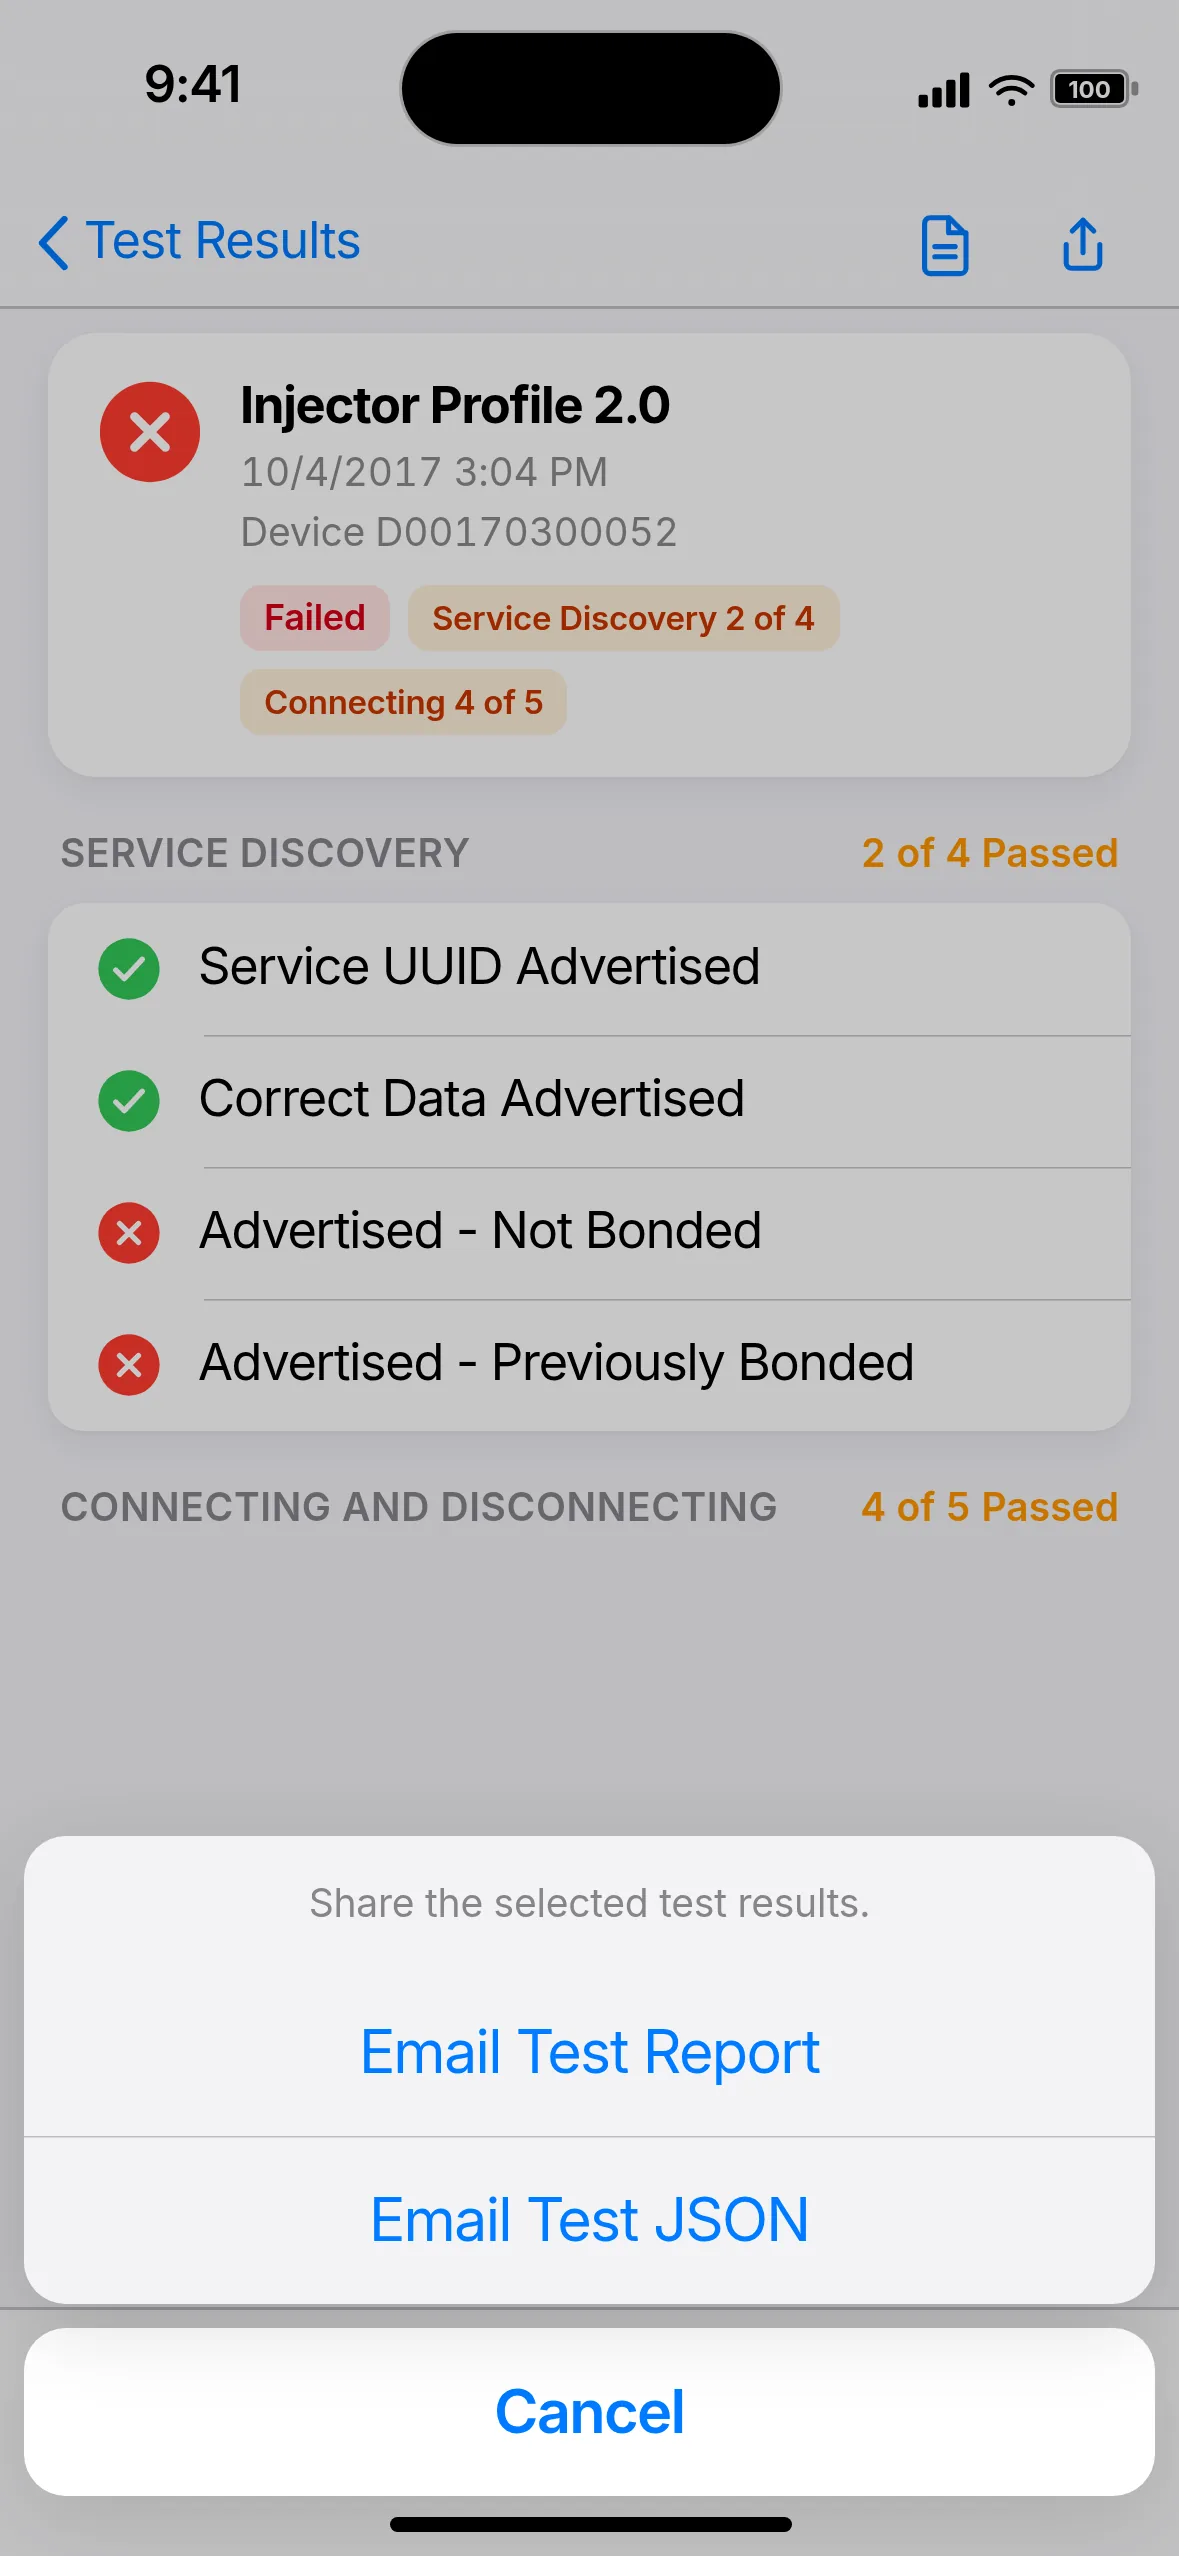 9:41
100
Test Results
Injector Profile 2.0
10/4/2017 3:04 PM
Device D00170300052
Failed
Service Discovery 2 of 4
Connecting 4 of 5
SERVICE DISCOVERY
2 of 4 Passed
Service UUID Advertised
Correct Data Advertised
Advertised - Not Bonded
Advertised - Previously Bonded
CONNECTING AND DISCONNECTING
4 of 5 Passed
Share the selected test results.
Email Test Report
Email Test JSON
Cancel